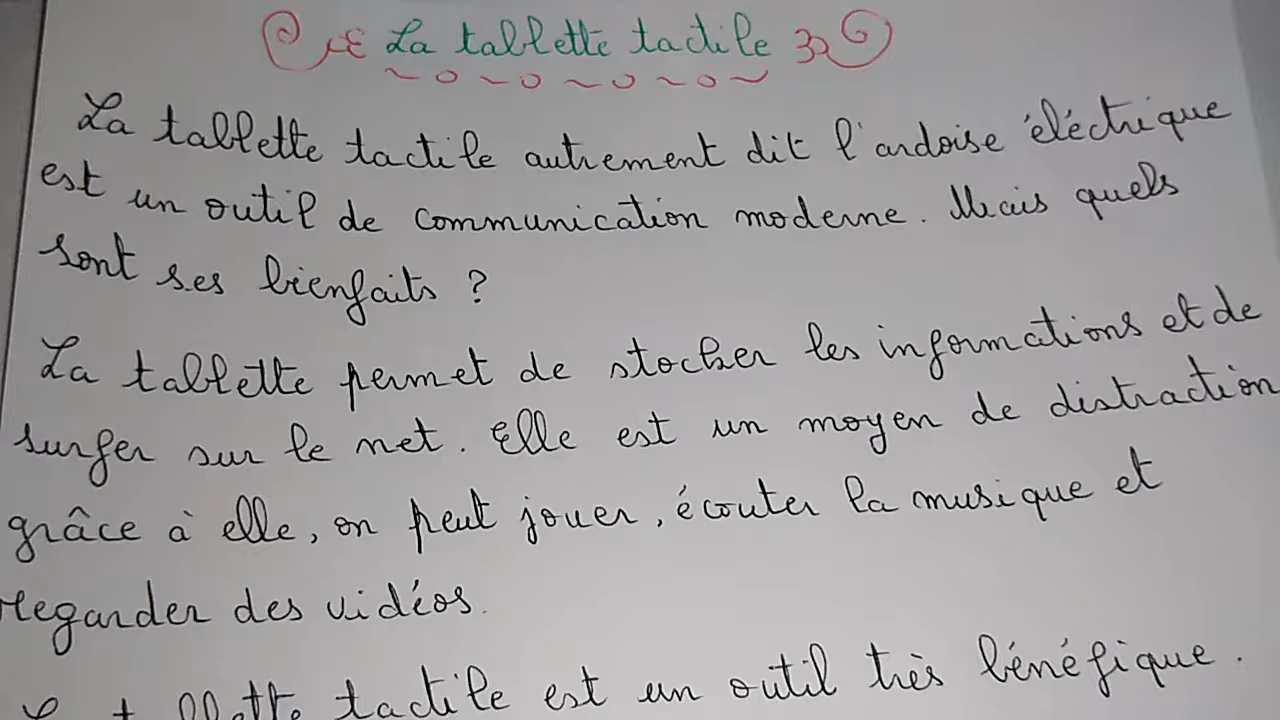 La tablette tactile
La tablette tactile autrement dit l'ardoise éléctrique
est un outil de communication moderne. Mais quels
sont ses bienfaits ?
La tablette permet de stocker les informations et de
surfer sur le net. Elle est un moyen de distraction
grâce à elle, on peut jouer, écouter la musique et
regarder des vidéos.
tactile est un outil très bénéfique.